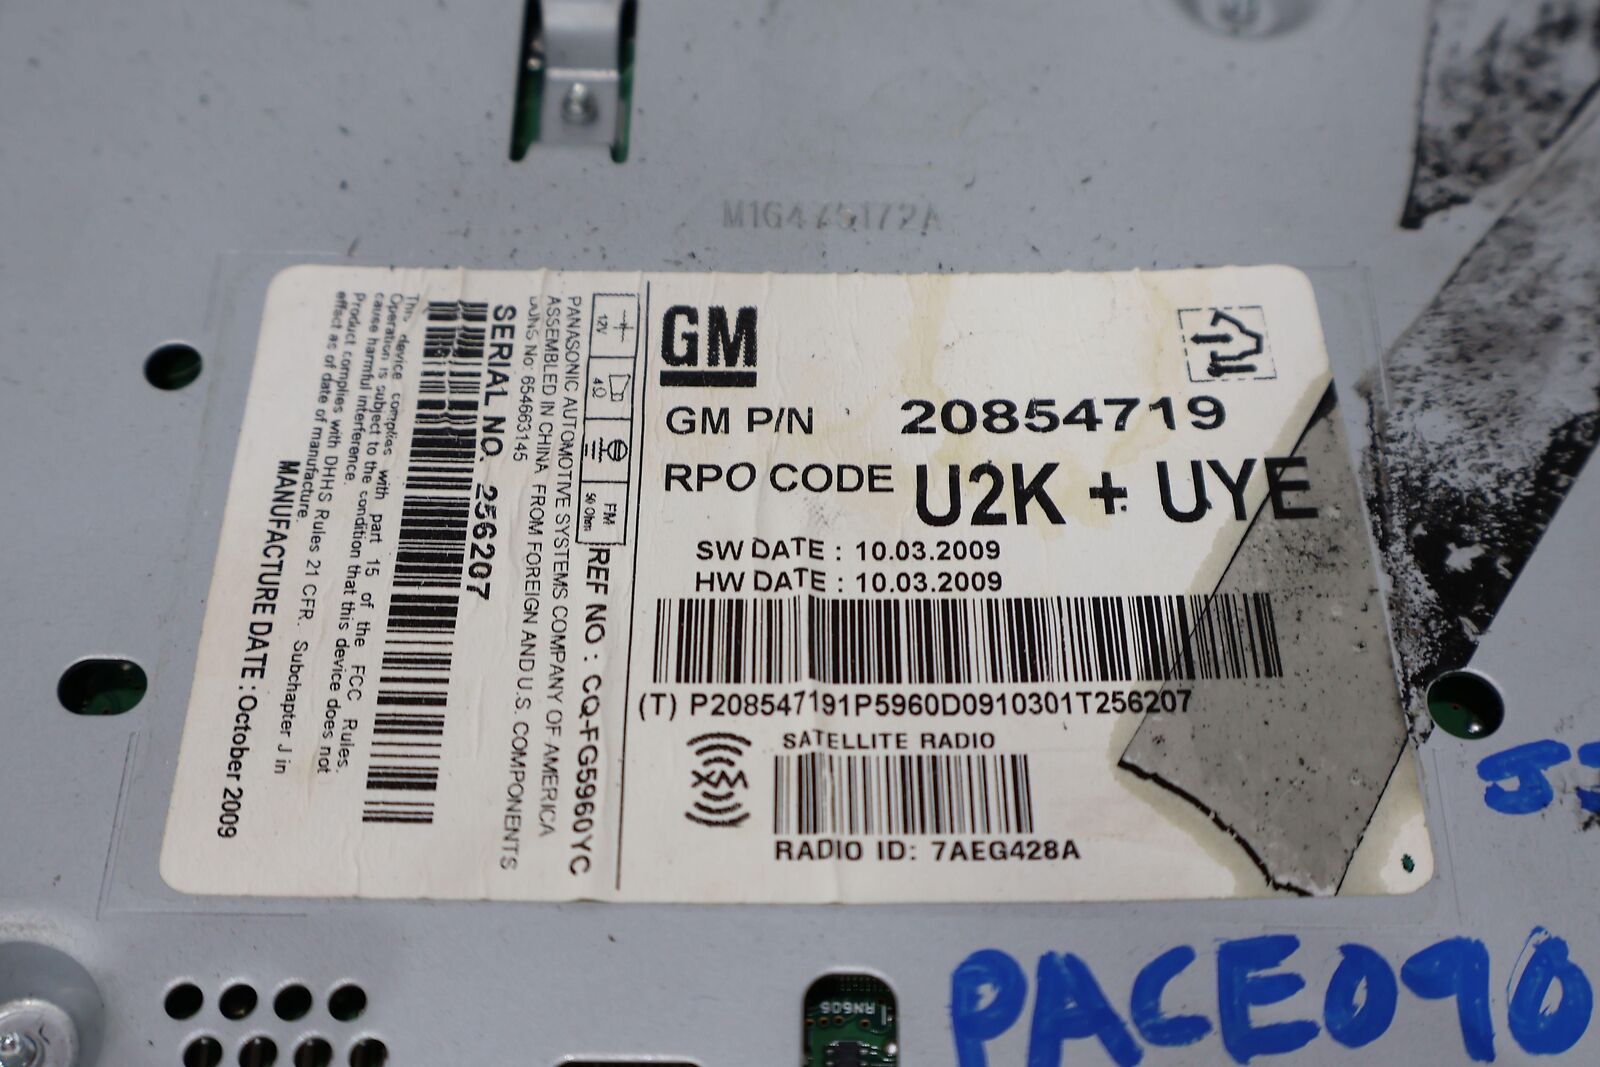 M1G475172A
GM
GM P/N 20854719
RPO CODE U2K + UYE
SW DATE : 10.03.2009
HW DATE : 10.03.2009
(T) P208547191P5960D0910301T256207
SATELLITE RADIO
RADIO ID: 7AEG428A
12V 4Ω FM 50 Ohm
REF NO : CQ-FG5960YC
PANASONIC AUTOMOTIVE SYSTEMS COMPANY OF AMERICA
ASSEMBLED IN CHINA FROM FOREIGN AND U.S. COMPONENTS
DUNS No: 654663145
SERIAL NO. 256207
This device complies with part 15 of the FCC Rules.
Operation is subject to the condition that this device does not
cause harmful interference.
Product complies with DHHS Rules 21 CFR. Subchapter J in
effect as of date of manufacture.
MANUFACTURE DATE : October 2009
PACE090
RN605